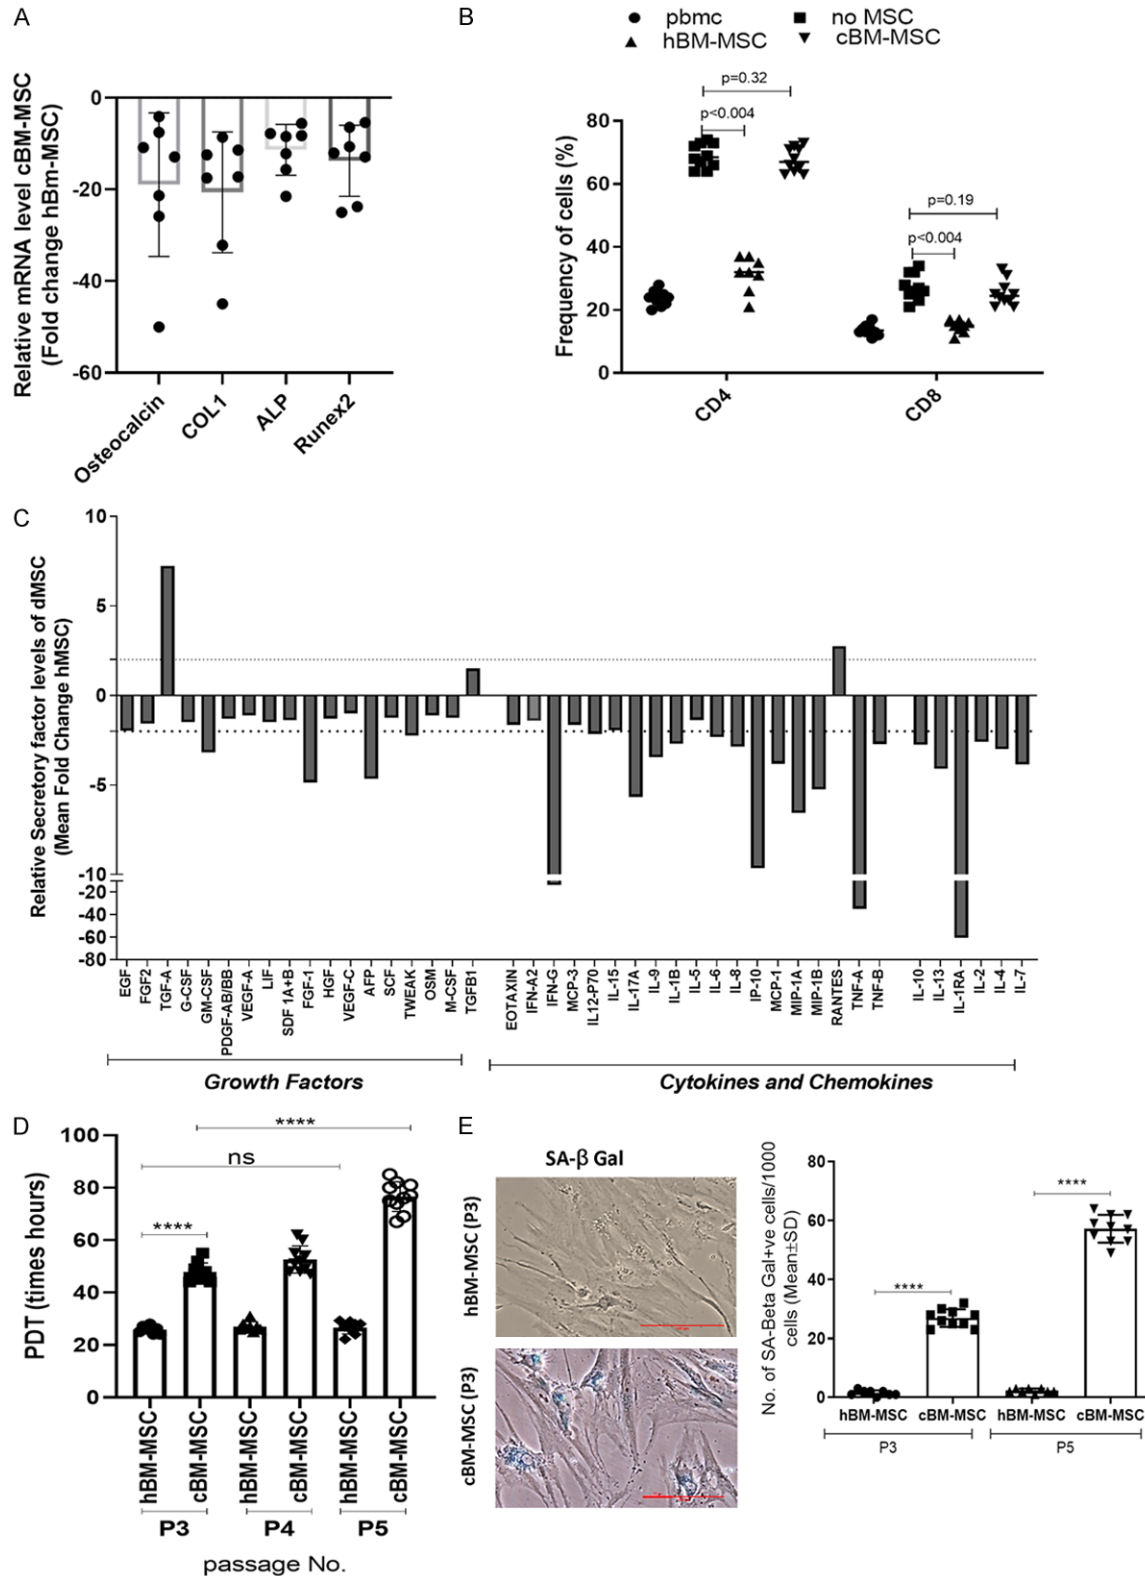 A
Relative mRNA level cBM-MSC
(Fold change hBm-MSC)
0
-20
-40
-60
Osteocalcin
COL1
ALP
Runex2
B
pbmc
no MSC
hBM-MSC
cBM-MSC
Frequency of cells (%)
80
60
40
20
0
p=0.32
p<0.004
p=0.19
p<0.004
CD4
CD8
C
Relative Secretory factor levels of dMSC
(Mean Fold Change hMSC)
10
5
0
-5
-10
-20
-40
-60
-80
EGF
FGF2
TGF-A
G-CSF
GM-CSF
PDGF-AB/BB
VEGF-A
LIF
SDF 1A+B
FGF-1
HGF
VEGF-C
AFP
SCF
TWEAK
OSM
M-CSF
TGFB1
EOTAXIN
IFN-A2
IFN-G
MCP-3
IL12-P70
IL-15
IL-17A
IL-9
IL-1B
IL-5
IL-6
IL-8
IP-10
MCP-1
MIP-1A
MIP-1B
RANTES
TNF-A
TNF-B
IL-10
IL-13
IL-1RA
IL-2
IL-4
IL-7
Growth Factors
Cytokines and Chemokines
D
PDT (times hours)
100
80
60
40
20
0
****
ns
****
hBM-MSC
cBM-MSC
hBM-MSC
cBM-MSC
hBM-MSC
cBM-MSC
P3
P4
P5
passage No.
E
SA-β Gal
hBM-MSC (P3)
cBM-MSC (P3)
No. of SA-Beta Gal+ve cells/1000
cells (Mean±SD)
80
60
40
20
0
****
****
hBM-MSC
cBM-MSC
hBM-MSC
cBM-MSC
P3
P5